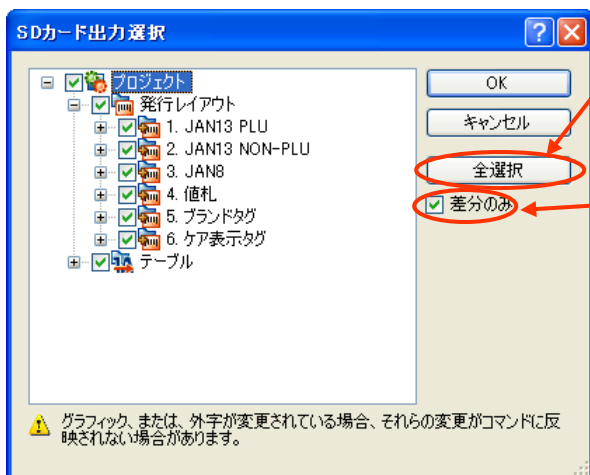 SDカード出力選択
プロジェクト
発行レイアウト
1. JAN13 PLU
2. JAN13 NON-PLU
3. JAN8
4. 値札
5. ブランドタグ
6. ケア表示タグ
テーブル
OK
キャンセル
全選択
差分のみ
グラフィック、または、外字が変更されている場合、それらの変更がコマンドに反
映されない場合があります。